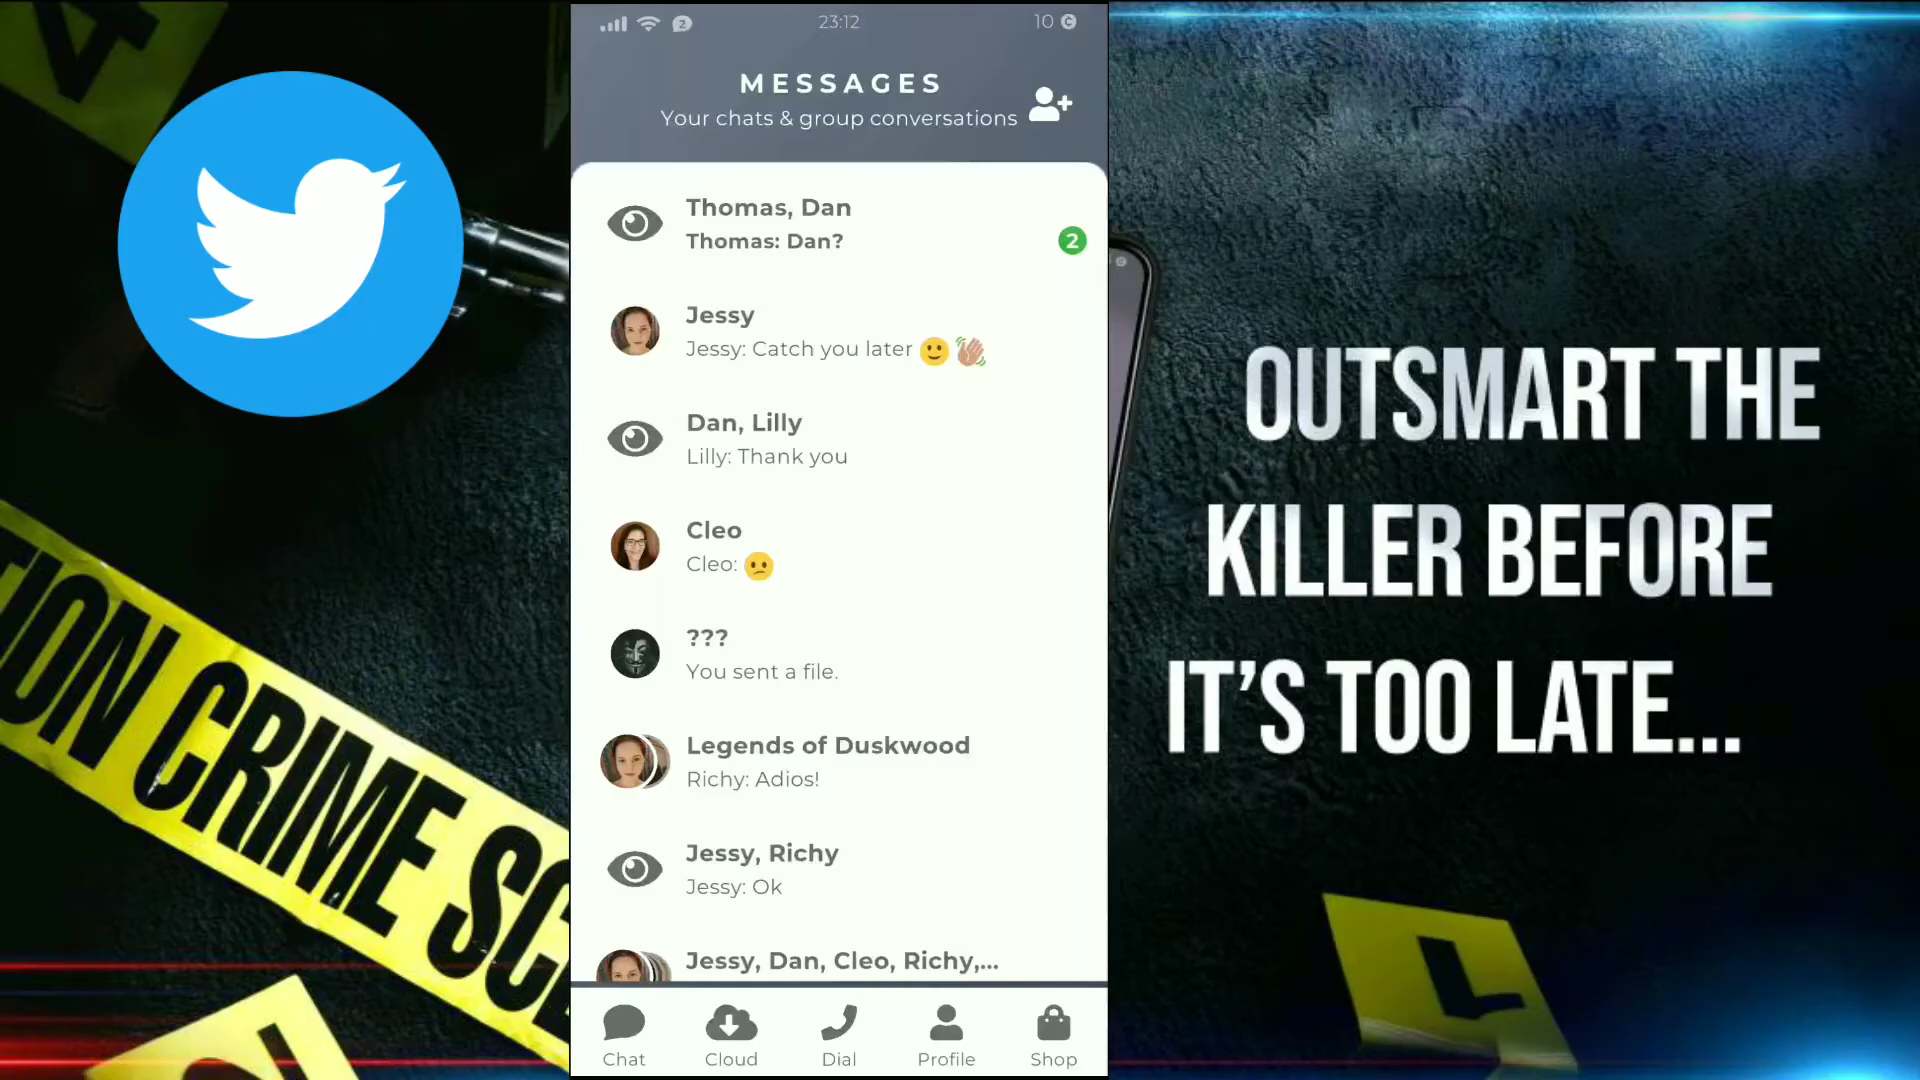 2
23:12
10
MESSAGES
Your chats & group conversations
Thomas, Dan
Thomas: Dan?
2
Jessy
Jessy: Catch you later 🙂 👋🏽
Dan, Lilly
Lilly: Thank you
Cleo
Cleo: 😕
???
You sent a file.
Legends of Duskwood
Richy: Adios!
Jessy, Richy
Jessy: Ok
Jessy, Dan, Cleo, Richy,...
Chat Cloud Dial Profile Shop
TION CRIME SC
OUTSMART THE
KILLER BEFORE
IT'S TOO LATE...